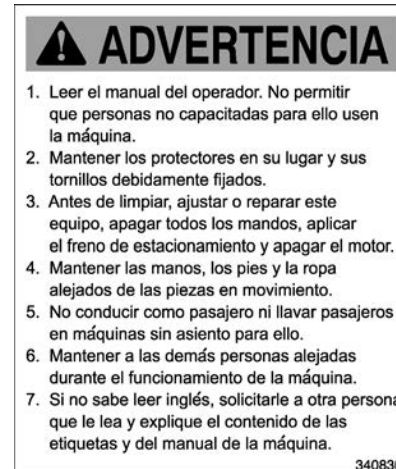 ADVERTENCIA
1. Leer el manual del operador. No permitir
que personas no capacitadas para ello usen
la máquina.
2. Mantener los protectores en su lugar y sus
tornillos debidamente fijados.
3. Antes de limpiar, ajustar o reparar este
equipo, apagar todos los mandos, aplicar
el freno de estacionamiento y apagar el motor.
4. Mantener las manos, los pies y la ropa
alejados de las piezas en movimiento.
5. No conducir como pasajero ni llavar pasajeros
en máquinas sin asiento para ello.
6. Mantener a las demás personas alejadas
durante el funcionamiento de la máquina.
7. Si no sabe leer inglés, solicitarle a otra persona
que le lea y explique el contenido de las
etiquetas y del manual de la máquina.
340830